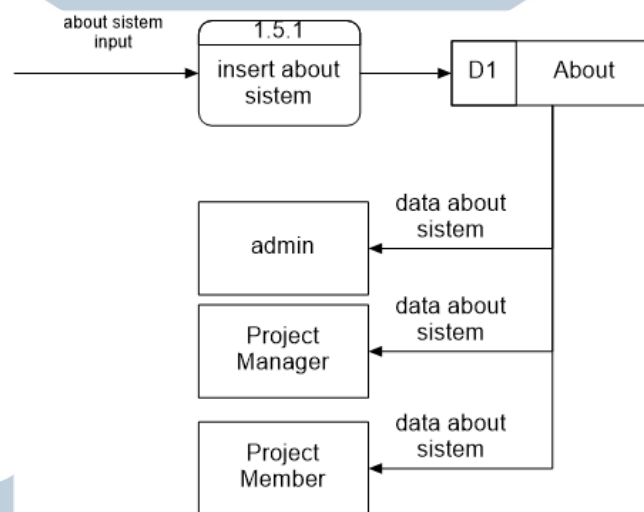 about sistem
input
1.5.1
insert about
sistem
D1
About
data about
sistem
admin
data about
sistem
Project
Manager
data about
sistem
Project
Member